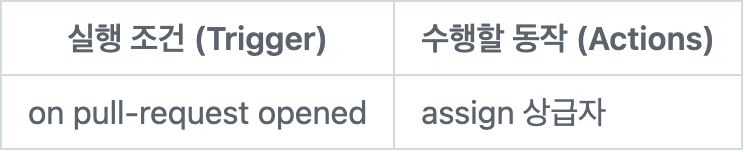 실행 조건 (Trigger) 수행할 동작 (Actions)
on pull-request opened assign 상급자